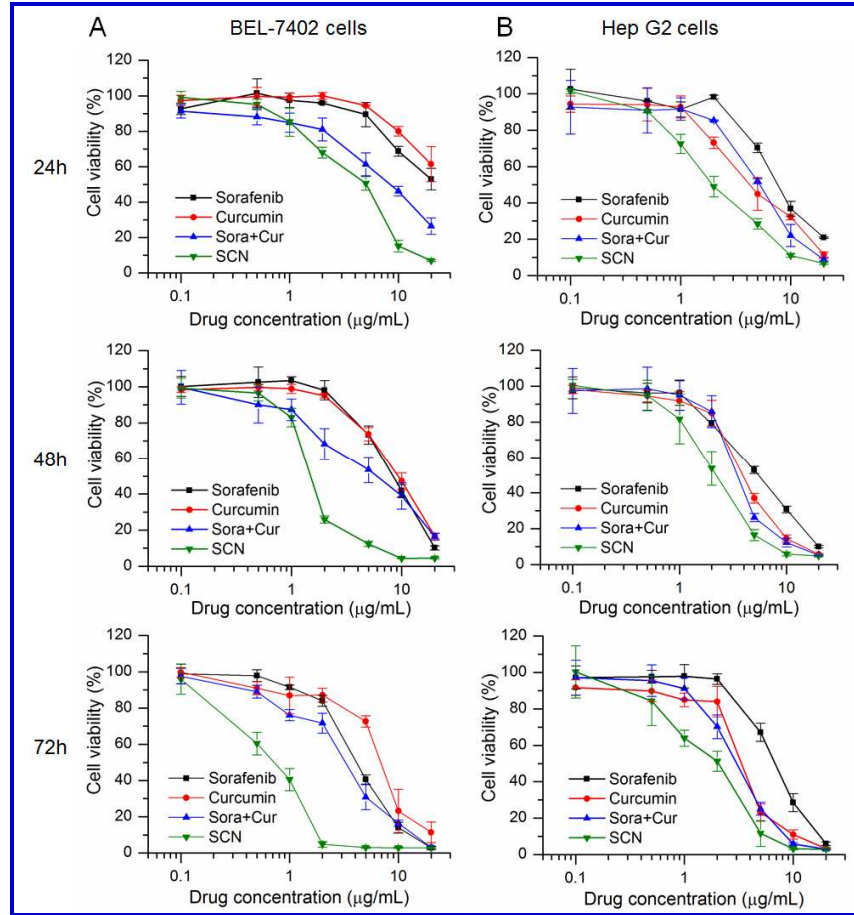 A BEL-7402 cells
B Hep G2 cells
24h
Cell viability (%)
120
100
80
60
40
20
0
Sorafenib
Curcumin
Sora+Cur
SCN
0.1 1 10
Drug concentration (µg/mL)
Cell viability (%)
120
100
80
60
40
20
0
Sorafenib
Curcumin
Sora+Cur
SCN
0.1 1 10
Drug concentration (µg/mL)
48h
Cell viability (%)
120
100
80
60
40
20
0
Sorafenib
Curcumin
Sora+Cur
SCN
0.1 1 10
Drug concentration (µg/mL)
Cell viability (%)
120
100
80
60
40
20
0
Sorafenib
Curcumin
Sora+Cur
SCN
0.1 1 10
Drug concentration (µg/mL)
72h
Cell viability (%)
120
100
80
60
40
20
0
Sorafenib
Curcumin
Sora+Cur
SCN
0.1 1 10
Drug concentration (µg/mL)
Cell viability (%)
120
100
80
60
40
20
0
Sorafenib
Curcumin
Sora+Cur
SCN
0.1 1 10
Drug concentration (µg/mL)